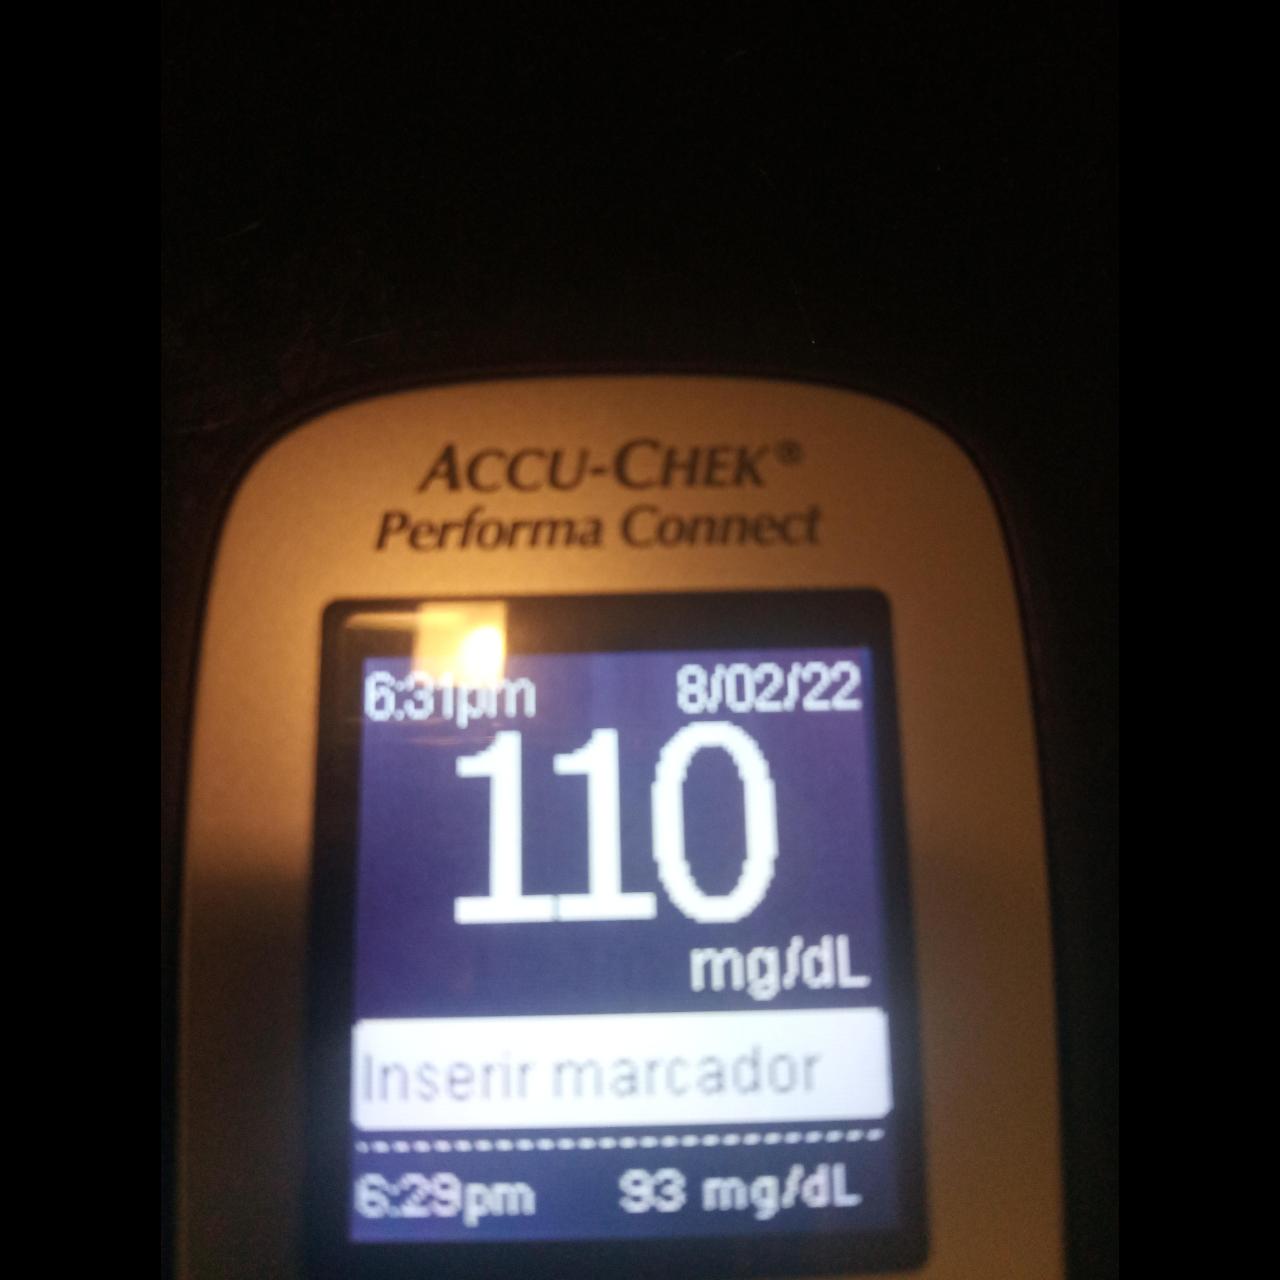 ACCU-CHEK®
Performa Connect
6:31pm 8/02/22
110
mg/dL
Inserir marcador
6:29pm 93 mg/dL